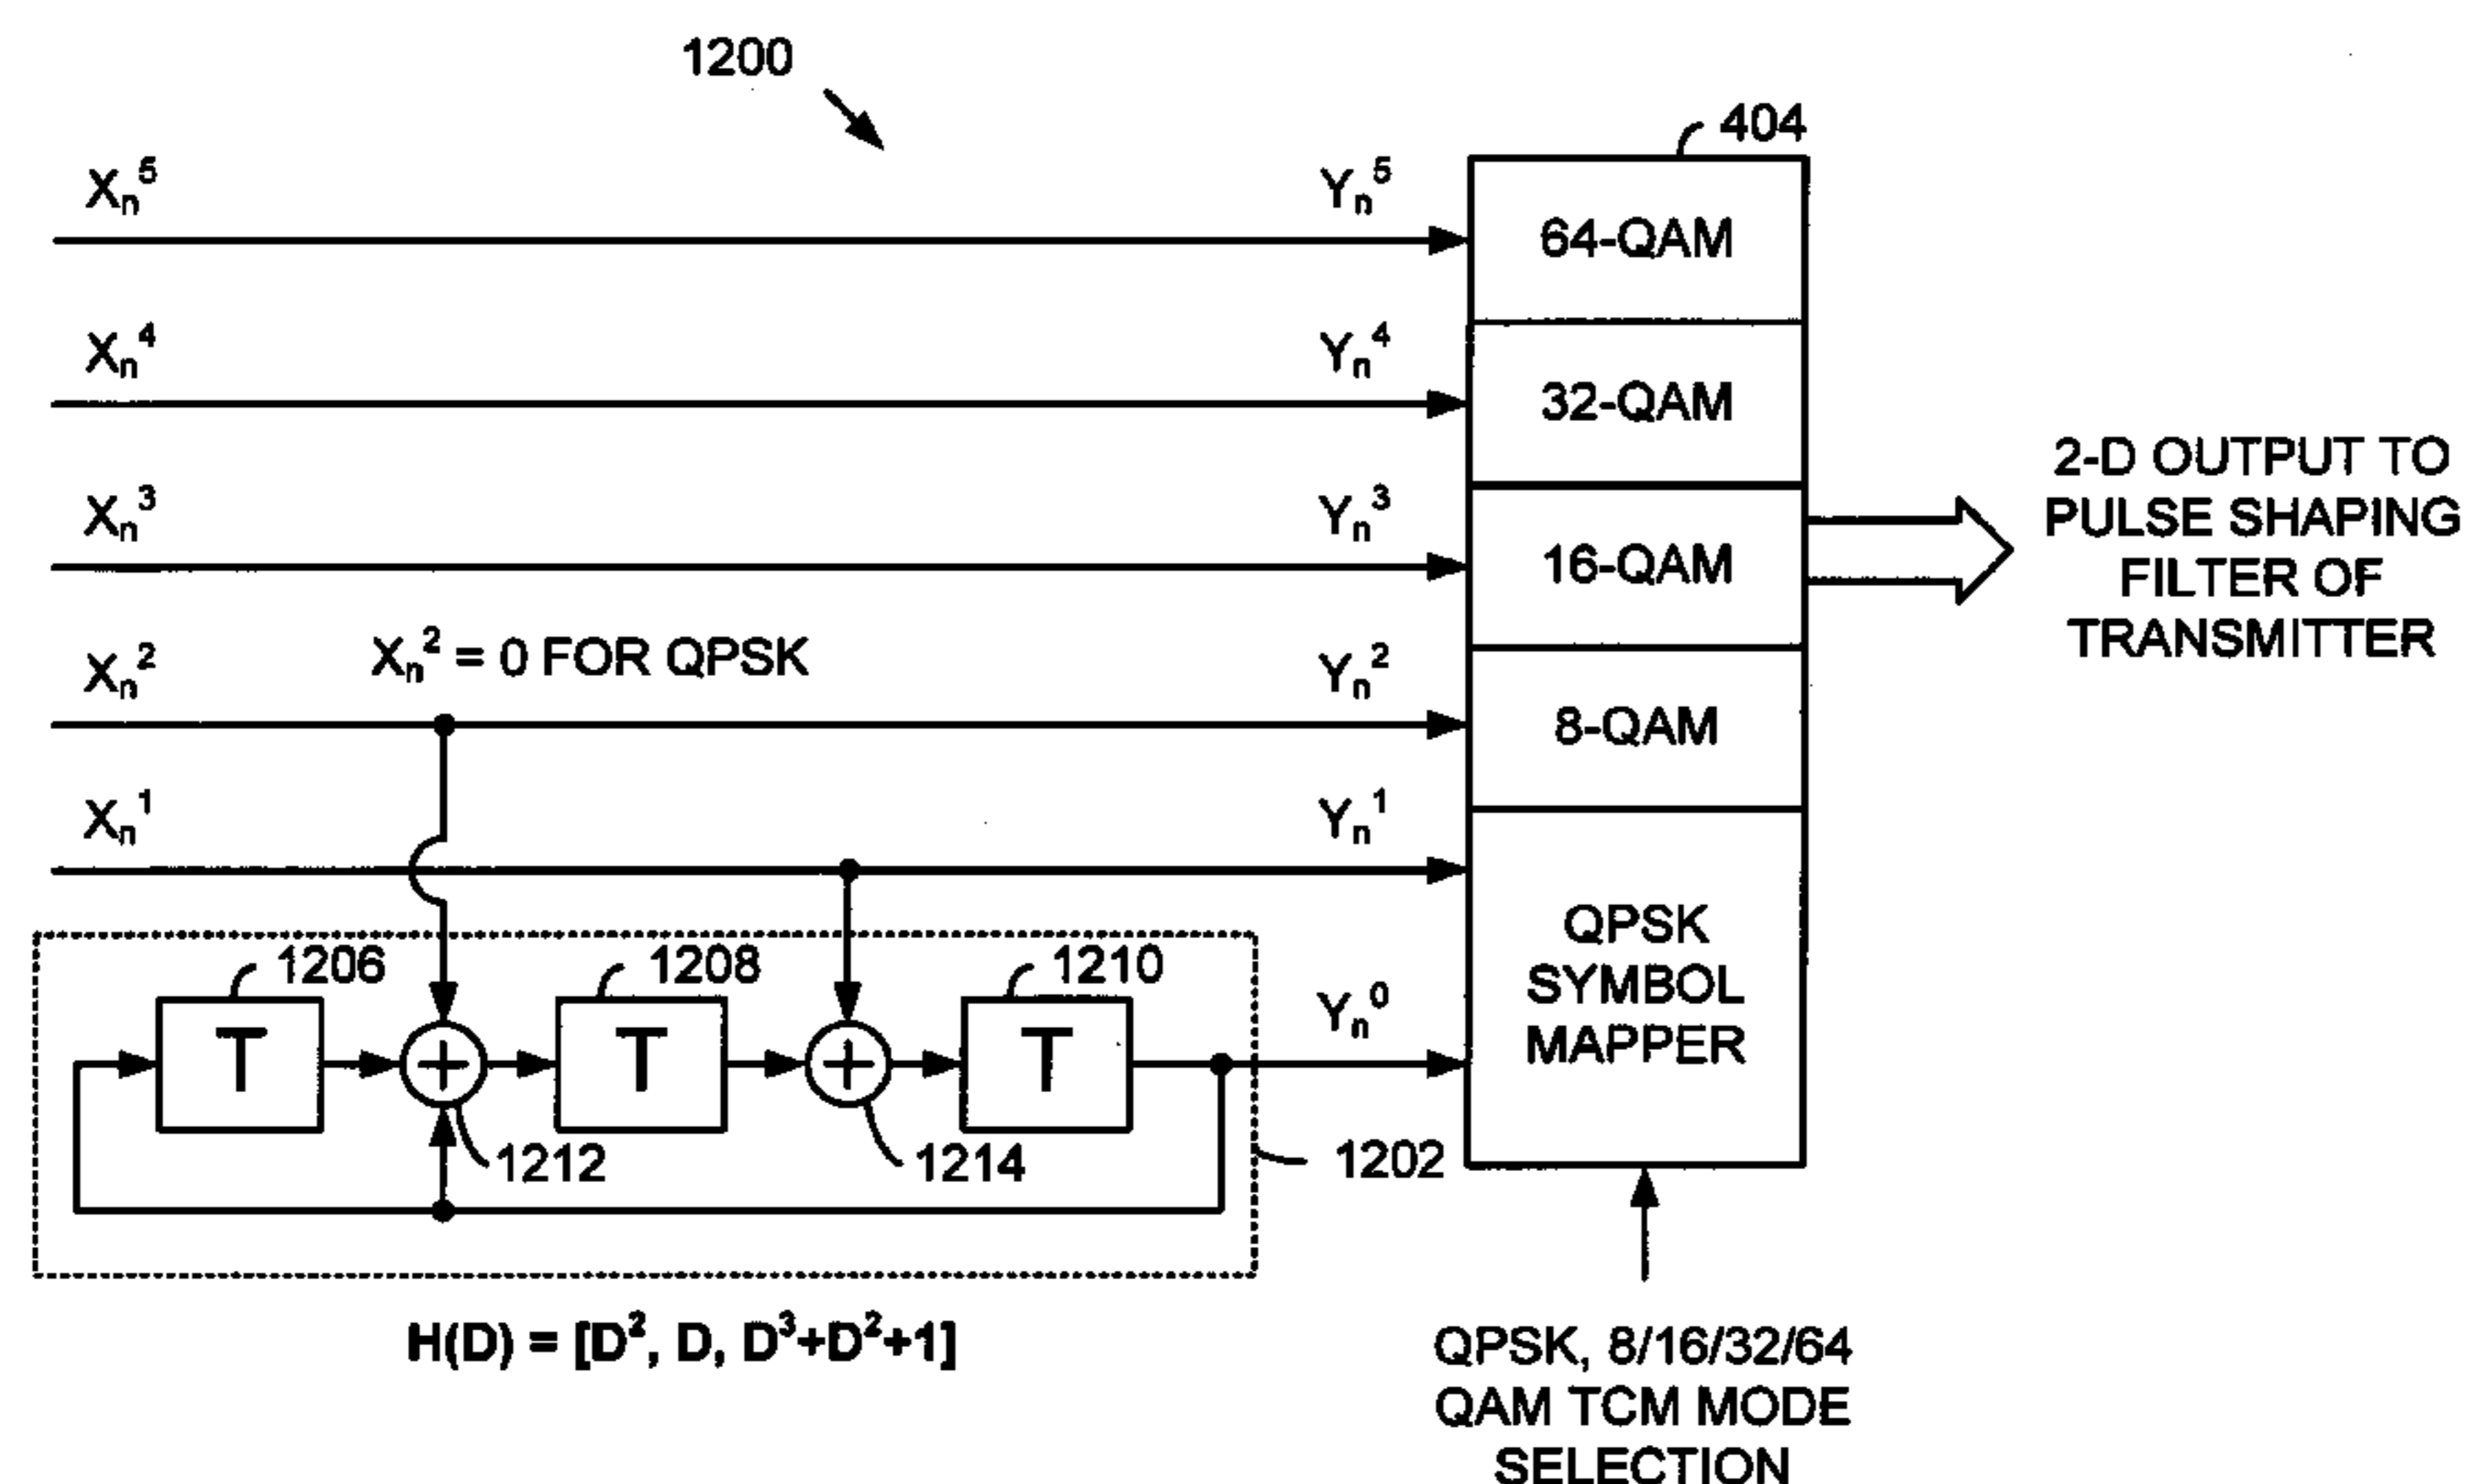 1200
404
Xₙ⁵
Yₙ⁵
64-QAM
Xₙ⁴
Yₙ⁴
32-QAM
Xₙ³
Yₙ³
16-QAM
2-D OUTPUT TO
PULSE SHAPING
FILTER OF
TRANSMITTER
Xₙ²
Xₙ² = 0 FOR QPSK
Yₙ²
8-QAM
Xₙ¹
Yₙ¹
QPSK
SYMBOL
MAPPER
1206
1208
1210
Yₙ⁰
T
+
T
+
T
1212
1214
1202
H(D) = [D², D, D³+D²+1]
QPSK, 8/16/32/64
QAM TCM MODE
SELECTION